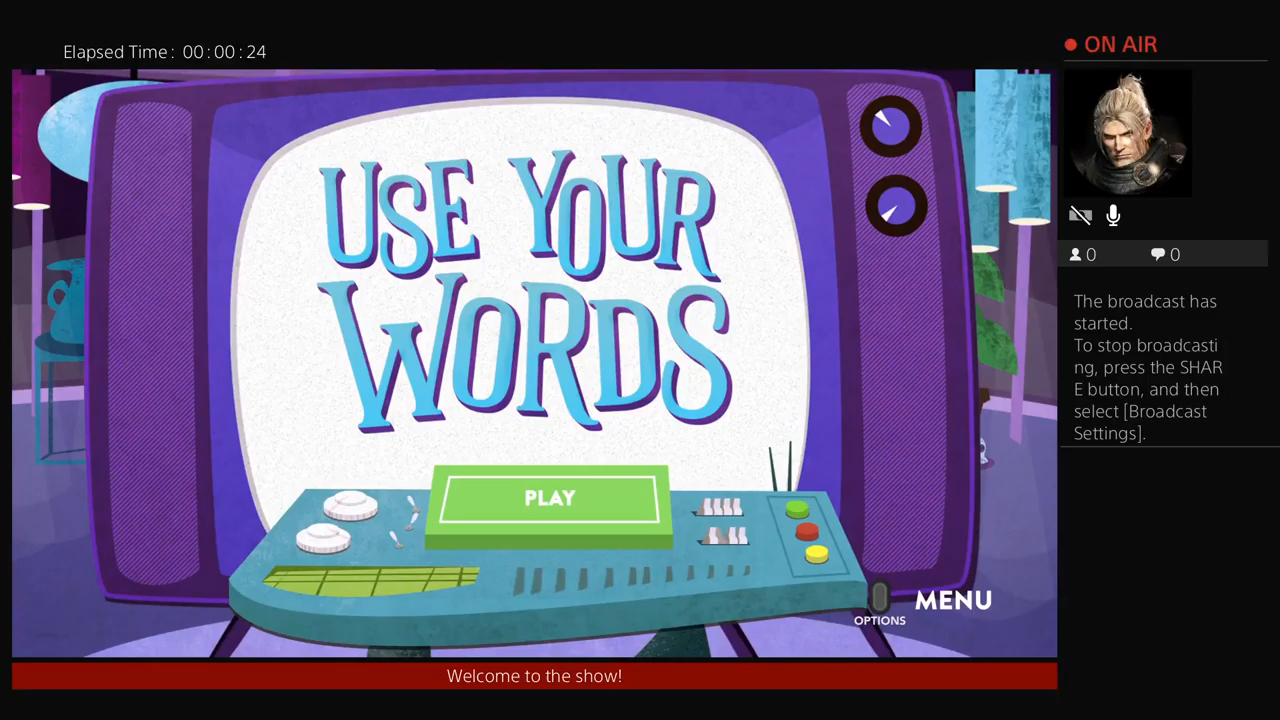 Elapsed Time: 00:00:24
ON AIR
USE YOUR
WORDS
PLAY
MENU
OPTIONS
0
0
The broadcast has
started.
To stop broadcasti
ng, press the SHAR
E button, and then
select [Broadcast
Settings].
Welcome to the show!